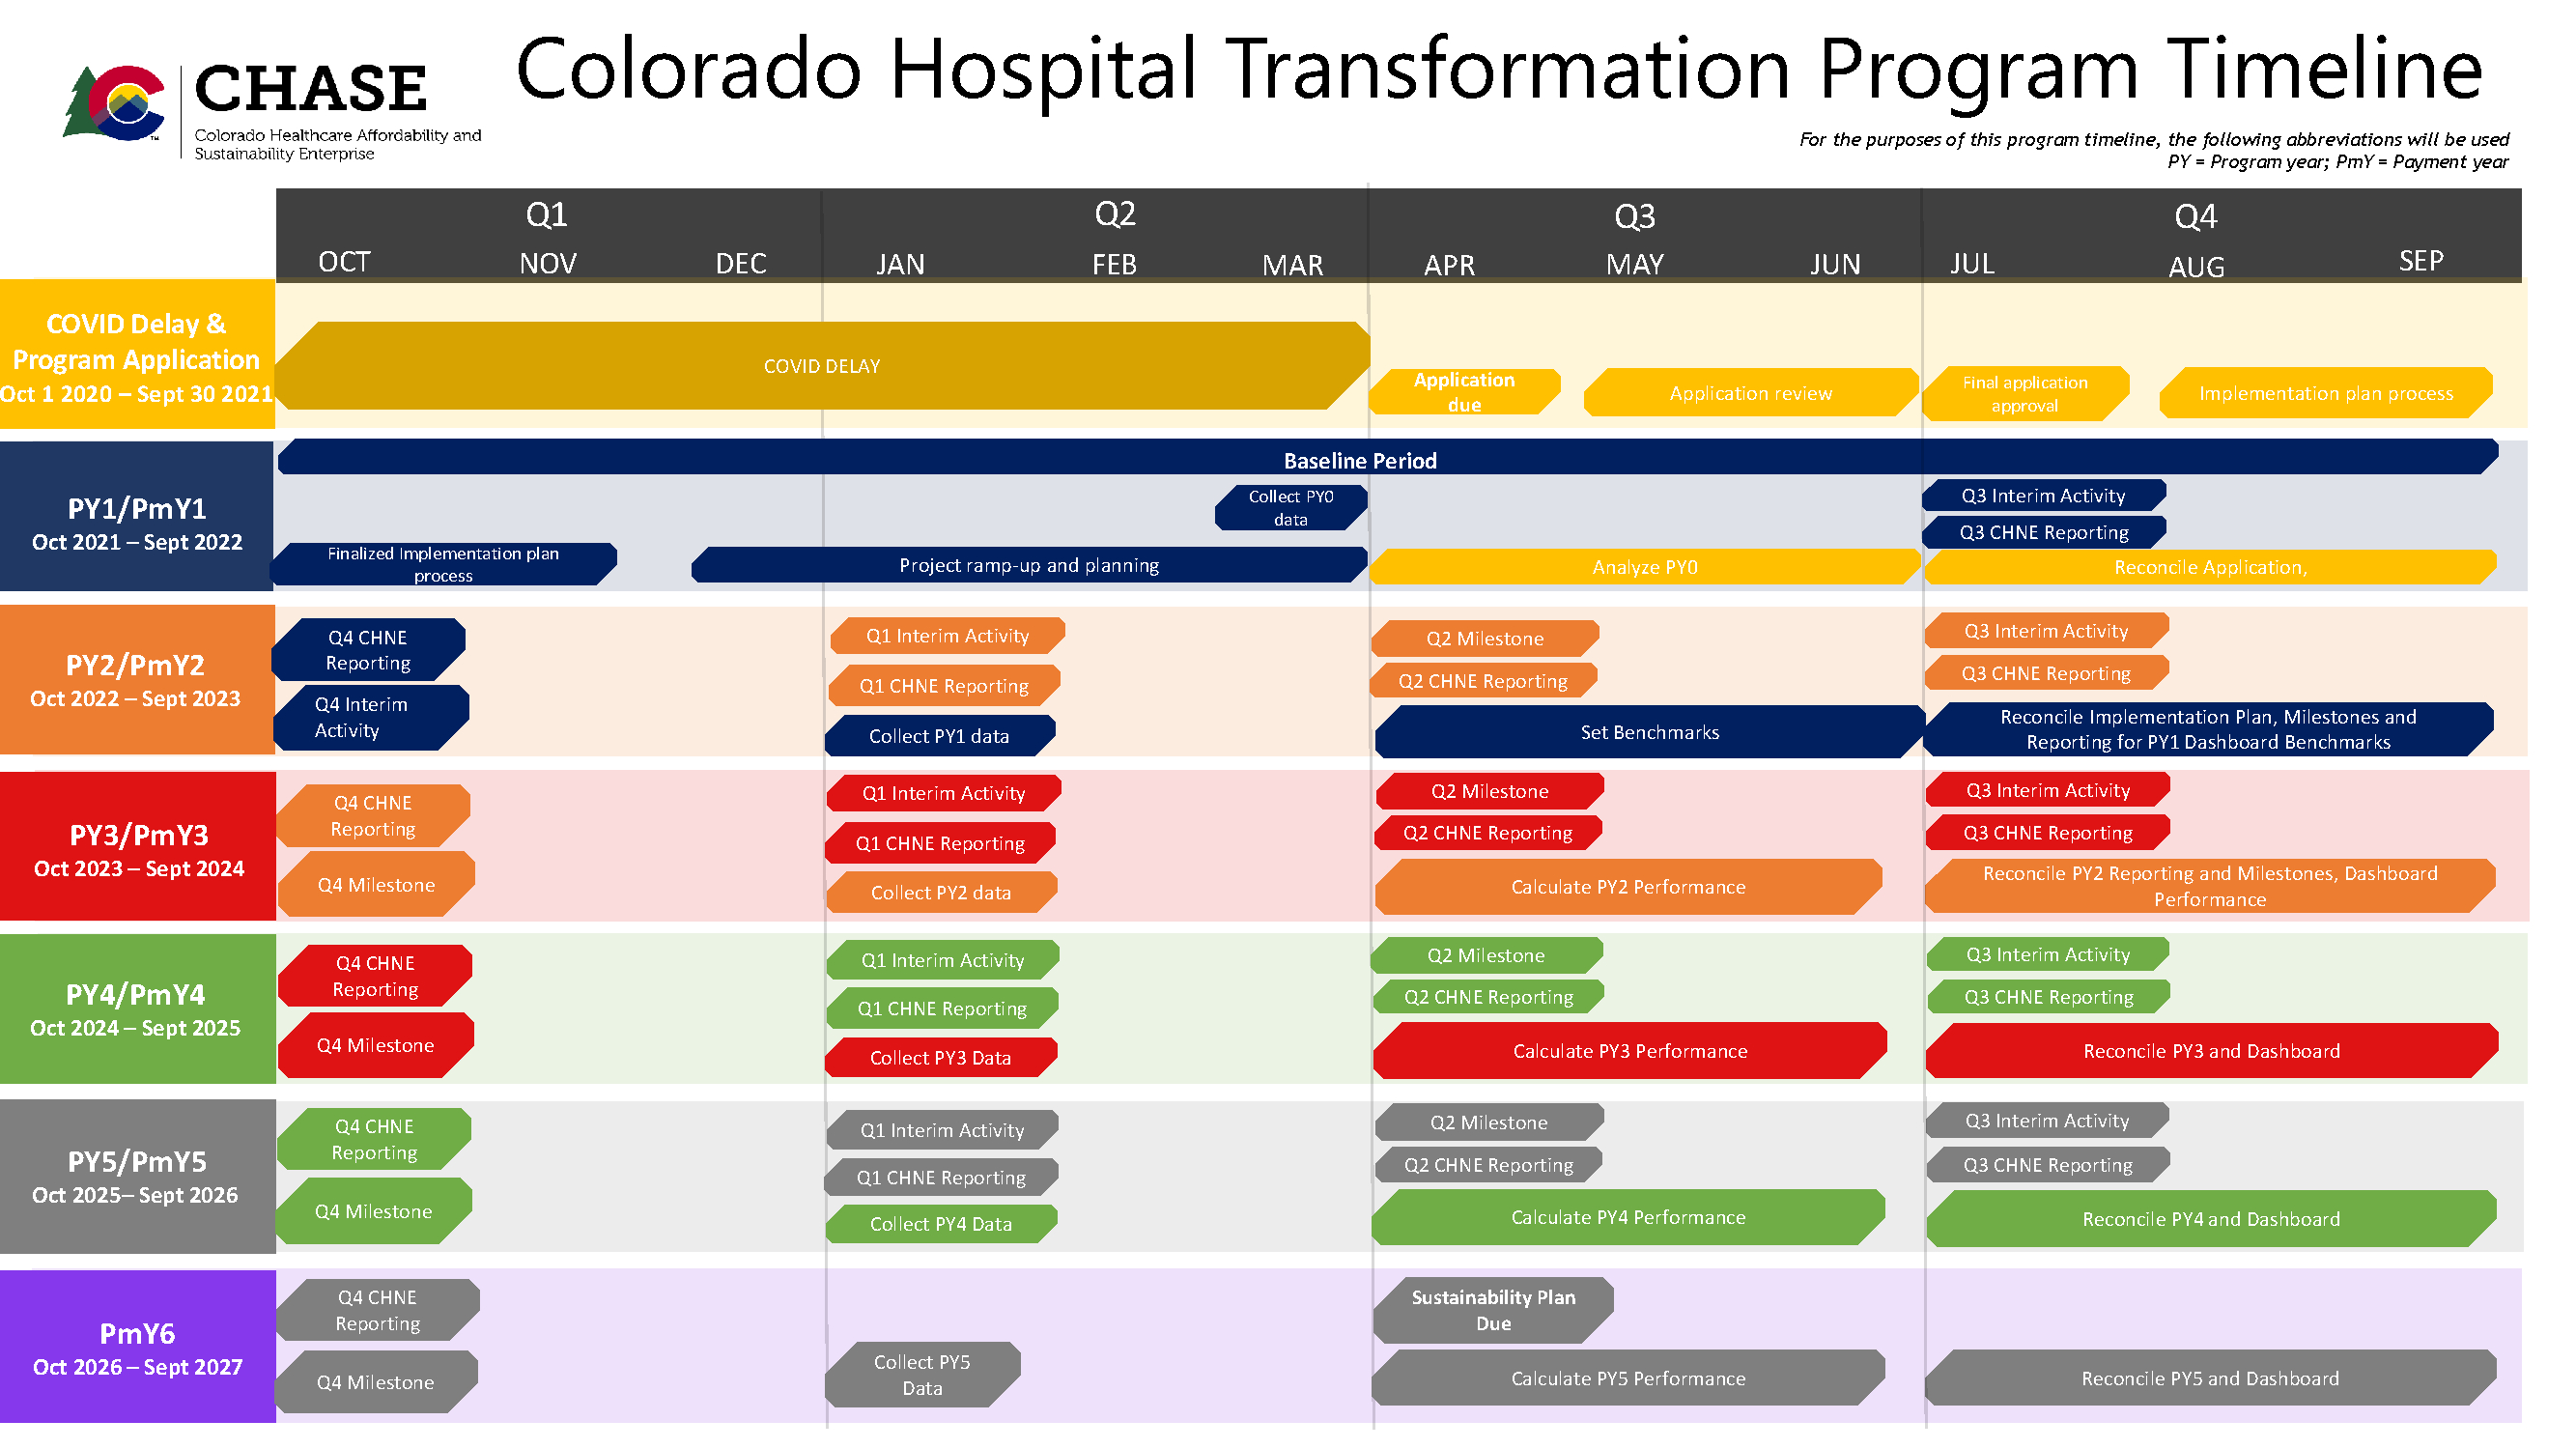 Colorado Hospital Transformation Program Timeline
CHASE
Colorado Healthcare Affordability and
Sustainability Enterprise
TM
For the purposes of this program timeline, the following abbreviations will be used
PY = Program year; PmY = Payment year
Q1 Q2 Q3 Q4
OCT NOV DEC JAN FEB MAR APR MAY JUN JUL AUG SEP
COVID Delay &
Program Application
Oct 1 2020 – Sept 30 2021
COVID DELAY
Application
due
Application review
Final application
approval
Implementation plan process
PY1/PmY1
Oct 2021 – Sept 2022
Baseline Period
Collect PY0
data
Q3 Interim Activity
Q3 CHNE Reporting
Finalized Implementation plan
process
Project ramp-up and planning
Analyze PY0
Reconcile Application,
PY2/PmY2
Oct 2022 – Sept 2023
Q4 CHNE
Reporting
Q4 Interim
Activity
Q1 Interim Activity
Q1 CHNE Reporting
Collect PY1 data
Q2 Milestone
Q2 CHNE Reporting
Set Benchmarks
Q3 Interim Activity
Q3 CHNE Reporting
Reconcile Implementation Plan, Milestones and
Reporting for PY1 Dashboard Benchmarks
PY3/PmY3
Oct 2023 – Sept 2024
Q4 CHNE
Reporting
Q4 Milestone
Q1 Interim Activity
Q1 CHNE Reporting
Collect PY2 data
Q2 Milestone
Q2 CHNE Reporting
Calculate PY2 Performance
Q3 Interim Activity
Q3 CHNE Reporting
Reconcile PY2 Reporting and Milestones, Dashboard
Performance
PY4/PmY4
Oct 2024 – Sept 2025
Q4 CHNE
Reporting
Q4 Milestone
Q1 Interim Activity
Q1 CHNE Reporting
Collect PY3 Data
Q2 Milestone
Q2 CHNE Reporting
Calculate PY3 Performance
Q3 Interim Activity
Q3 CHNE Reporting
Reconcile PY3 and Dashboard
PY5/PmY5
Oct 2025– Sept 2026
Q4 CHNE
Reporting
Q4 Milestone
Q1 Interim Activity
Q1 CHNE Reporting
Collect PY4 Data
Q2 Milestone
Q2 CHNE Reporting
Calculate PY4 Performance
Q3 Interim Activity
Q3 CHNE Reporting
Reconcile PY4 and Dashboard
PmY6
Oct 2026 – Sept 2027
Q4 CHNE
Reporting
Q4 Milestone
Collect PY5
Data
Sustainability Plan
Due
Calculate PY5 Performance
Reconcile PY5 and Dashboard